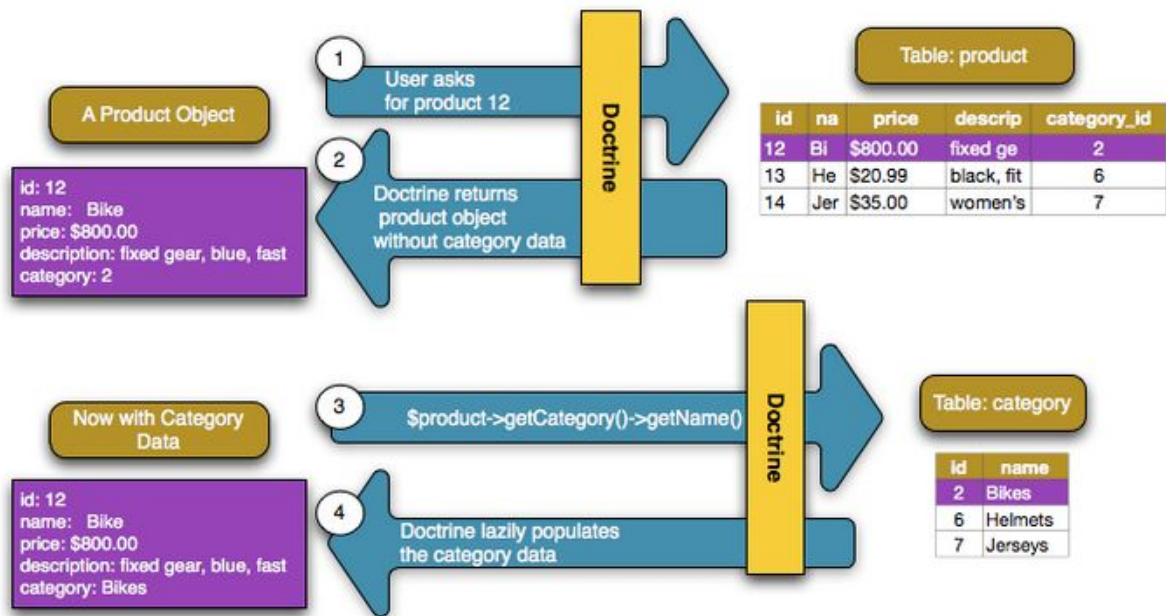 1
User asks
for product 12
Doctrine
Table: product
A Product Object
id na price descrip category_id
12 Bi $800.00 fixed ge 2
13 He $20.99 black, fit 6
14 Jer $35.00 women's 7
2
Doctrine returns
product object
without category data
id: 12
name: Bike
price: $800.00
description: fixed gear, blue, fast
category: 2
3
$product->getCategory()->getName()
Doctrine
Table: category
Now with Category
Data
id name
2 Bikes
6 Helmets
7 Jerseys
4
Doctrine lazily populates
the category data
id: 12
name: Bike
price: $800.00
description: fixed gear, blue, fast
category: Bikes